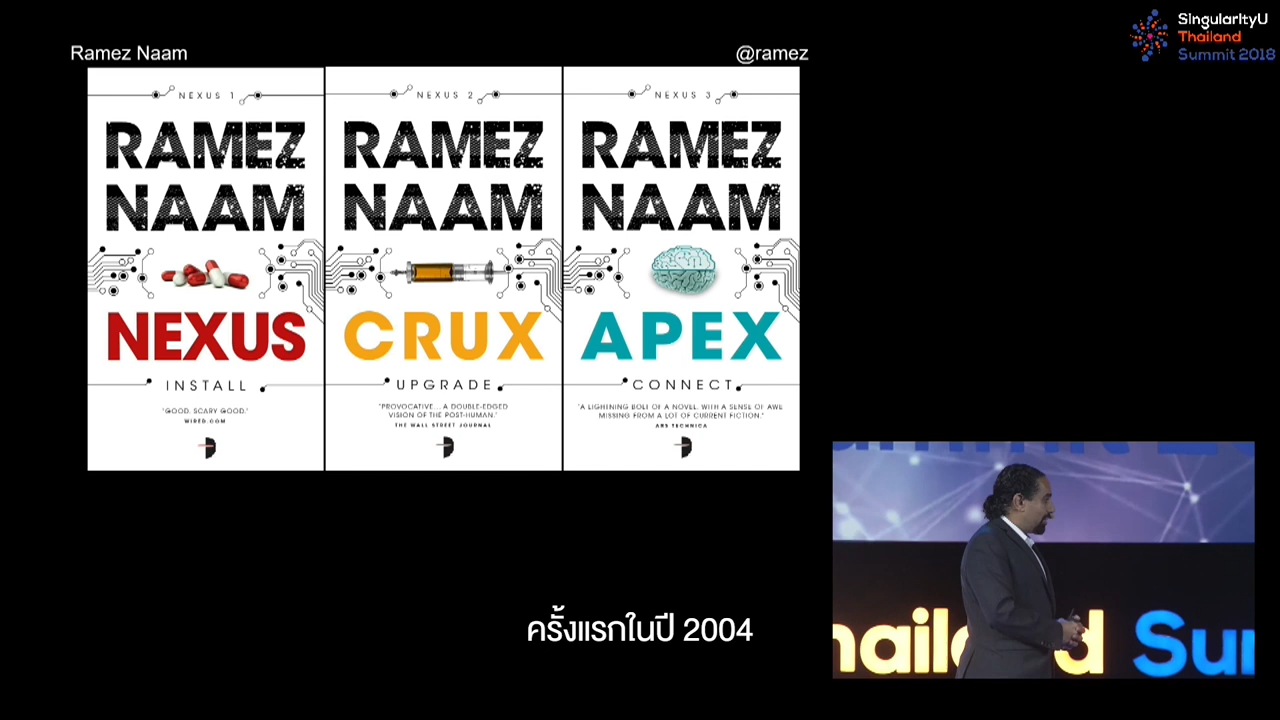 SingularityU
Thailand
Summit 2018
Ramez Naam
@ramez
NEXUS 1
RAMEZ
NAAM
NEXUS
INSTALL
"GOOD. SCARY GOOD."
WIRED.COM
NEXUS 2
RAMEZ
NAAM
CRUX
UPGRADE
"PROVOCATIVE... A DOUBLE-EDGED
VISION OF THE POST-HUMAN."
THE WALL STREET JOURNAL
NEXUS 3
RAMEZ
NAAM
APEX
CONNECT
"A LIGHTNING BOLT OF A NOVEL, WITH A SENSE OF AWE
MISSING FROM A LOT OF CURRENT FICTION."
ARS TECHNICA
ครั้งแรกในปี 2004
hailand Sum